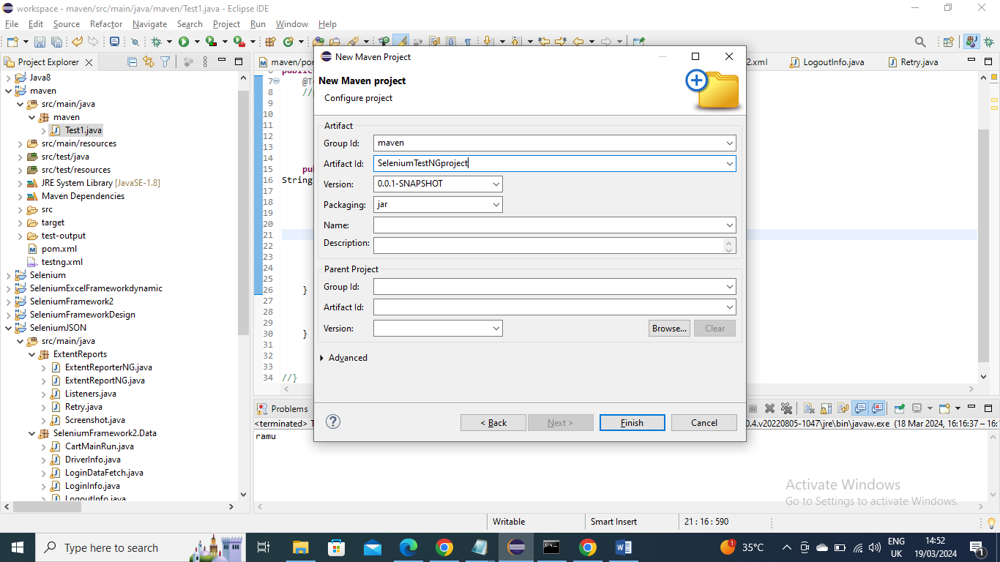 workspace - maven/src/main/java/maven/Test1.java - Eclipse IDE
File Edit Source Refactor Navigate Search Project Run Window Help
Project Explorer
Java8
maven
src/main/java
maven
Test1.java
src/main/resources
src/test/java
src/test/resources
JRE System Library [JavaSE-1.8]
Maven Dependencies
src
target
test-output
pom.xml
testng.xml
Selenium
SeleniumExcelFrameworkdynamic
SeleniumFramework2
SeleniumFrameworkDesign
SeleniumJSON
src/main/java
ExtentReports
ExtentReporterNG.java
ExtentReportNG.java
Listeners.java
Retry.java
Screenshot.java
SeleniumFramework2.Data
CartMainRun.java
DriverInfo.java
LoginDataFetch.java
LoginInfo.java
LogoutInfo.java
maven/por
2.xml
LogoutInfo.java
Retry.java
6 public
7 @T
8 //
9
10
11
12
13
14
15 pu
16 String
17
18
19
20
21
22
23
24
25
26 }
27
28
29
30 }
31
32
33
34 //}
New Maven Project
New Maven project
Configure project
Artifact
Group Id: maven
Artifact Id: SeleniumTestNGproject
Version: 0.0.1-SNAPSHOT
Packaging: jar
Name:
Description:
Parent Project
Group Id:
Artifact Id:
Version:
Browse... Clear
Advanced
< Back Next > Finish Cancel
Problems
<terminated> T
0.4.v20220805-1047\jre\bin\javaw.exe (18 Mar 2024, 16:16:37 – 16:
ramu
Activate Windows
Go to Settings to activate Windows.
Writable Smart Insert 21 : 16 : 590
Type here to search
1
35°C
ENG
UK
14:52
19/03/2024
1